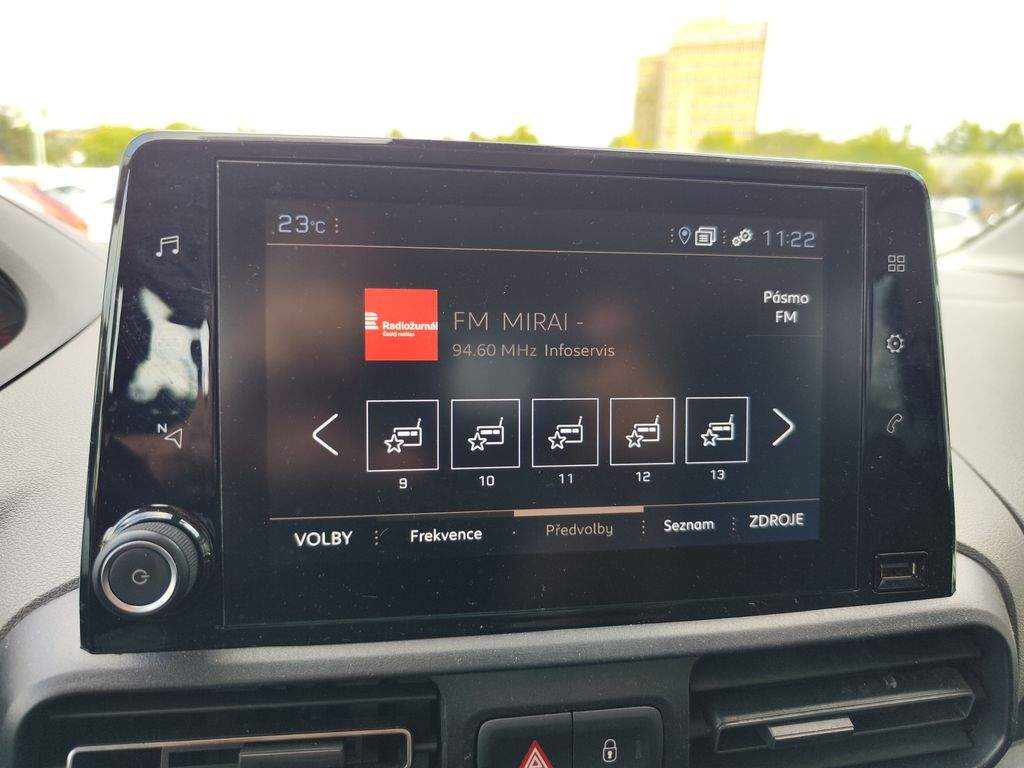 23°C
11:22
Radiožurnál
Český rozhlas
FM MIRAI -
94.60 MHz Infoservis
Pásmo
FM
N
9 10 11 12 13
VOLBY Frekvence Předvolby Seznam ZDROJE